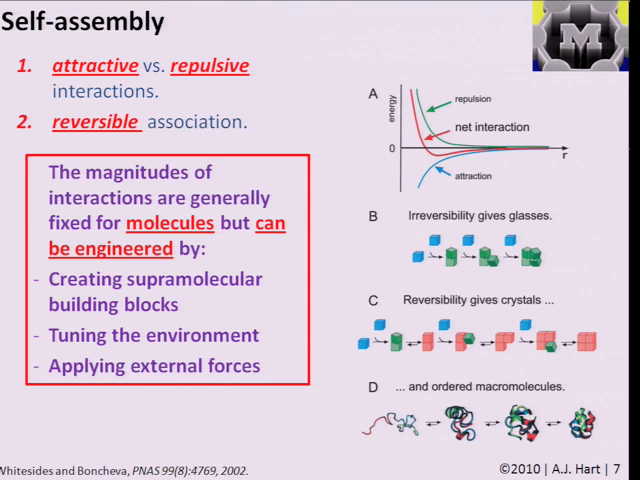 Self-assembly
1. attractive vs. repulsive
interactions.
2. reversible association.
The magnitudes of
interactions are generally
fixed for molecules but can
be engineered by:
- Creating supramolecular
building blocks
- Tuning the environment
- Applying external forces
M
A
energy
repulsion
net interaction
0
r
attraction
B Irreversibility gives glasses.
C Reversibility gives crystals ...
D ... and ordered macromolecules.
Whitesides and Boncheva, PNAS 99(8):4769, 2002.
©2010 | A.J. Hart | 7